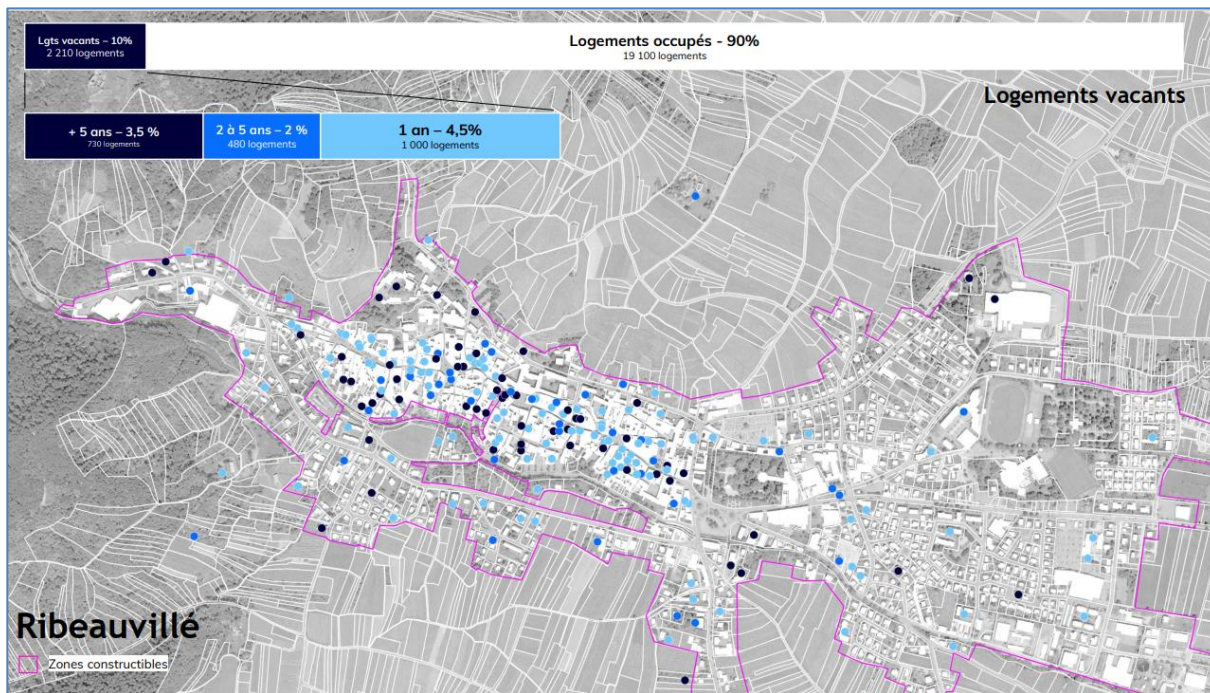 Lgts vacants – 10%
2 210 logements
Logements occupés - 90%
19 100 logements
Logements vacants
+ 5 ans – 3,5 %
730 logements
2 à 5 ans – 2 %
480 logements
1 an – 4,5%
1 000 logements
Ribeauvillé
Zones constructibles